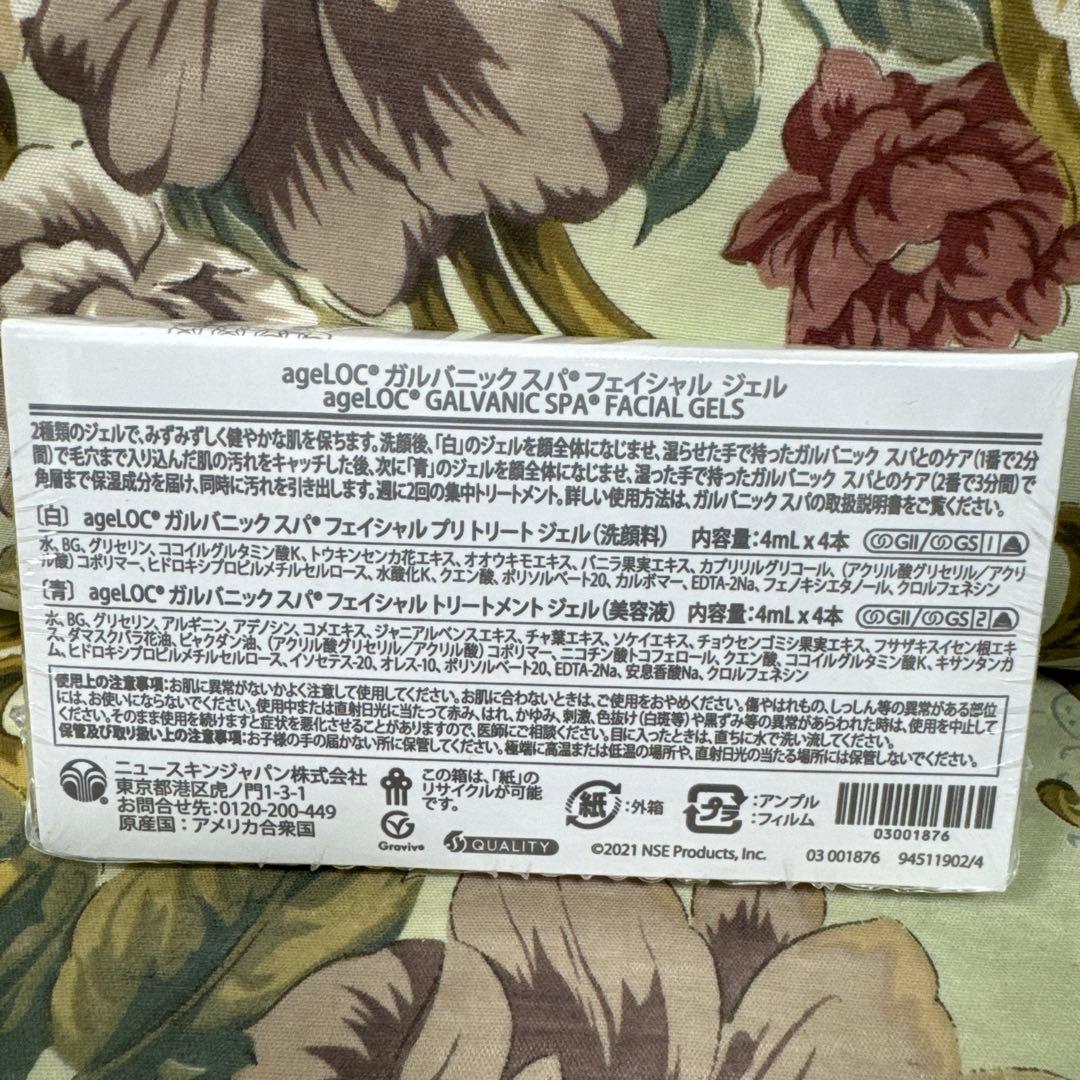 ageLOC® ガルバニック スパ® フェイシャル ジェル
ageLOC® GALVANIC SPA® FACIAL GELS
2種類のジェルで、みずみずしく健やかな肌を保ちます。洗顔後、「白」のジェルを顔全体になじませ、湿らせた手で持ったガルバニック スパとのケア(1番で2分
間)で毛穴まで入り込んだ肌の汚れをキャッチした後、次に「青」のジェルを顔全体になじませ、湿った手で持ったガルバニック スパとのケア(2番で3分間)で
角層まで保湿成分を届け、同時に汚れを引き出します。週に2回の集中トリートメント。詳しい使用方法は、ガルバニック スパの取扱説明書をご覧ください。
〔白〕 ageLOC® ガルバニック スパ® フェイシャル プリ トリート ジェル(洗顔料) 内容量:4mL x 4本 GII/GS 1
水、BG、グリセリン、ココイルグルタミン酸K、トウキンセンカ花エキス、オオウキモエキス、バニラ果実エキス、カプリリルグリコール、(アクリル酸グリセリル/アクリ
ル酸)コポリマー、ヒドロキシプロピルメチルセルロース、水酸化K、クエン酸、ポリソルベート20、カルボマー、EDTA-2Na、フェノキシエタノール、クロルフェネシン
〔青〕 ageLOC® ガルバニック スパ® フェイシャル トリートメント ジェル(美容液) 内容量:4mL x 4本 GII/GS 2
水、BG、グリセリン、アルギニン、アデノシン、コメエキス、ジャニアルベンスエキス、チャ葉エキス、ソケイエキス、チョウセンゴミシ果実エキス、フサザキスイセン根エキ
ス、ダマスクバラ花油、ビャクダン油、(アクリル酸グリセリル/アクリル酸)コポリマー、ニコチン酸トコフェロール、クエン酸、ココイルグルタミン酸K、キサンタンガ
ム、ヒドロキシプロピルメチルセルロース、イソセテス-20、オレス-10、ポリソルベート20、EDTA-2Na、安息香酸Na、クロルフェネシン
使用上の注意事項:お肌に異常がないかよく注意して使用してください。お肌に合わないときは、ご使用をおやめください。傷やはれもの、しっしん等の異常がある部位
には、お使いにならないでください。使用中または直射日光に当たって赤み、はれ、かゆみ、刺激、色抜け(白斑等)や黒ずみ等の異常があらわれた時は、使用を中止して
ください。そのまま使用を続けますと症状を悪化させることがありますので、医師にご相談ください。目に入ったときは、直ちに水で洗い流してください。
保管及び取り扱い上の注意事項:お子様の手の届かない所に保管してください。極端に高温または低温の場所や、直射日光の当たる場所には保管しないでください。
ニュースキンジャパン株式会社
東京都港区虎ノ門1-3-1
お問合せ先:0120-200-449
原産国:アメリカ合衆国
Gravive
この箱は、「紙」の
リサイクルが可能
です。
S QUALITY
紙 :外箱
プラ :アンプル
:フィルム
03001876
©2021 NSE Products, Inc. 03 001876 94511902/4